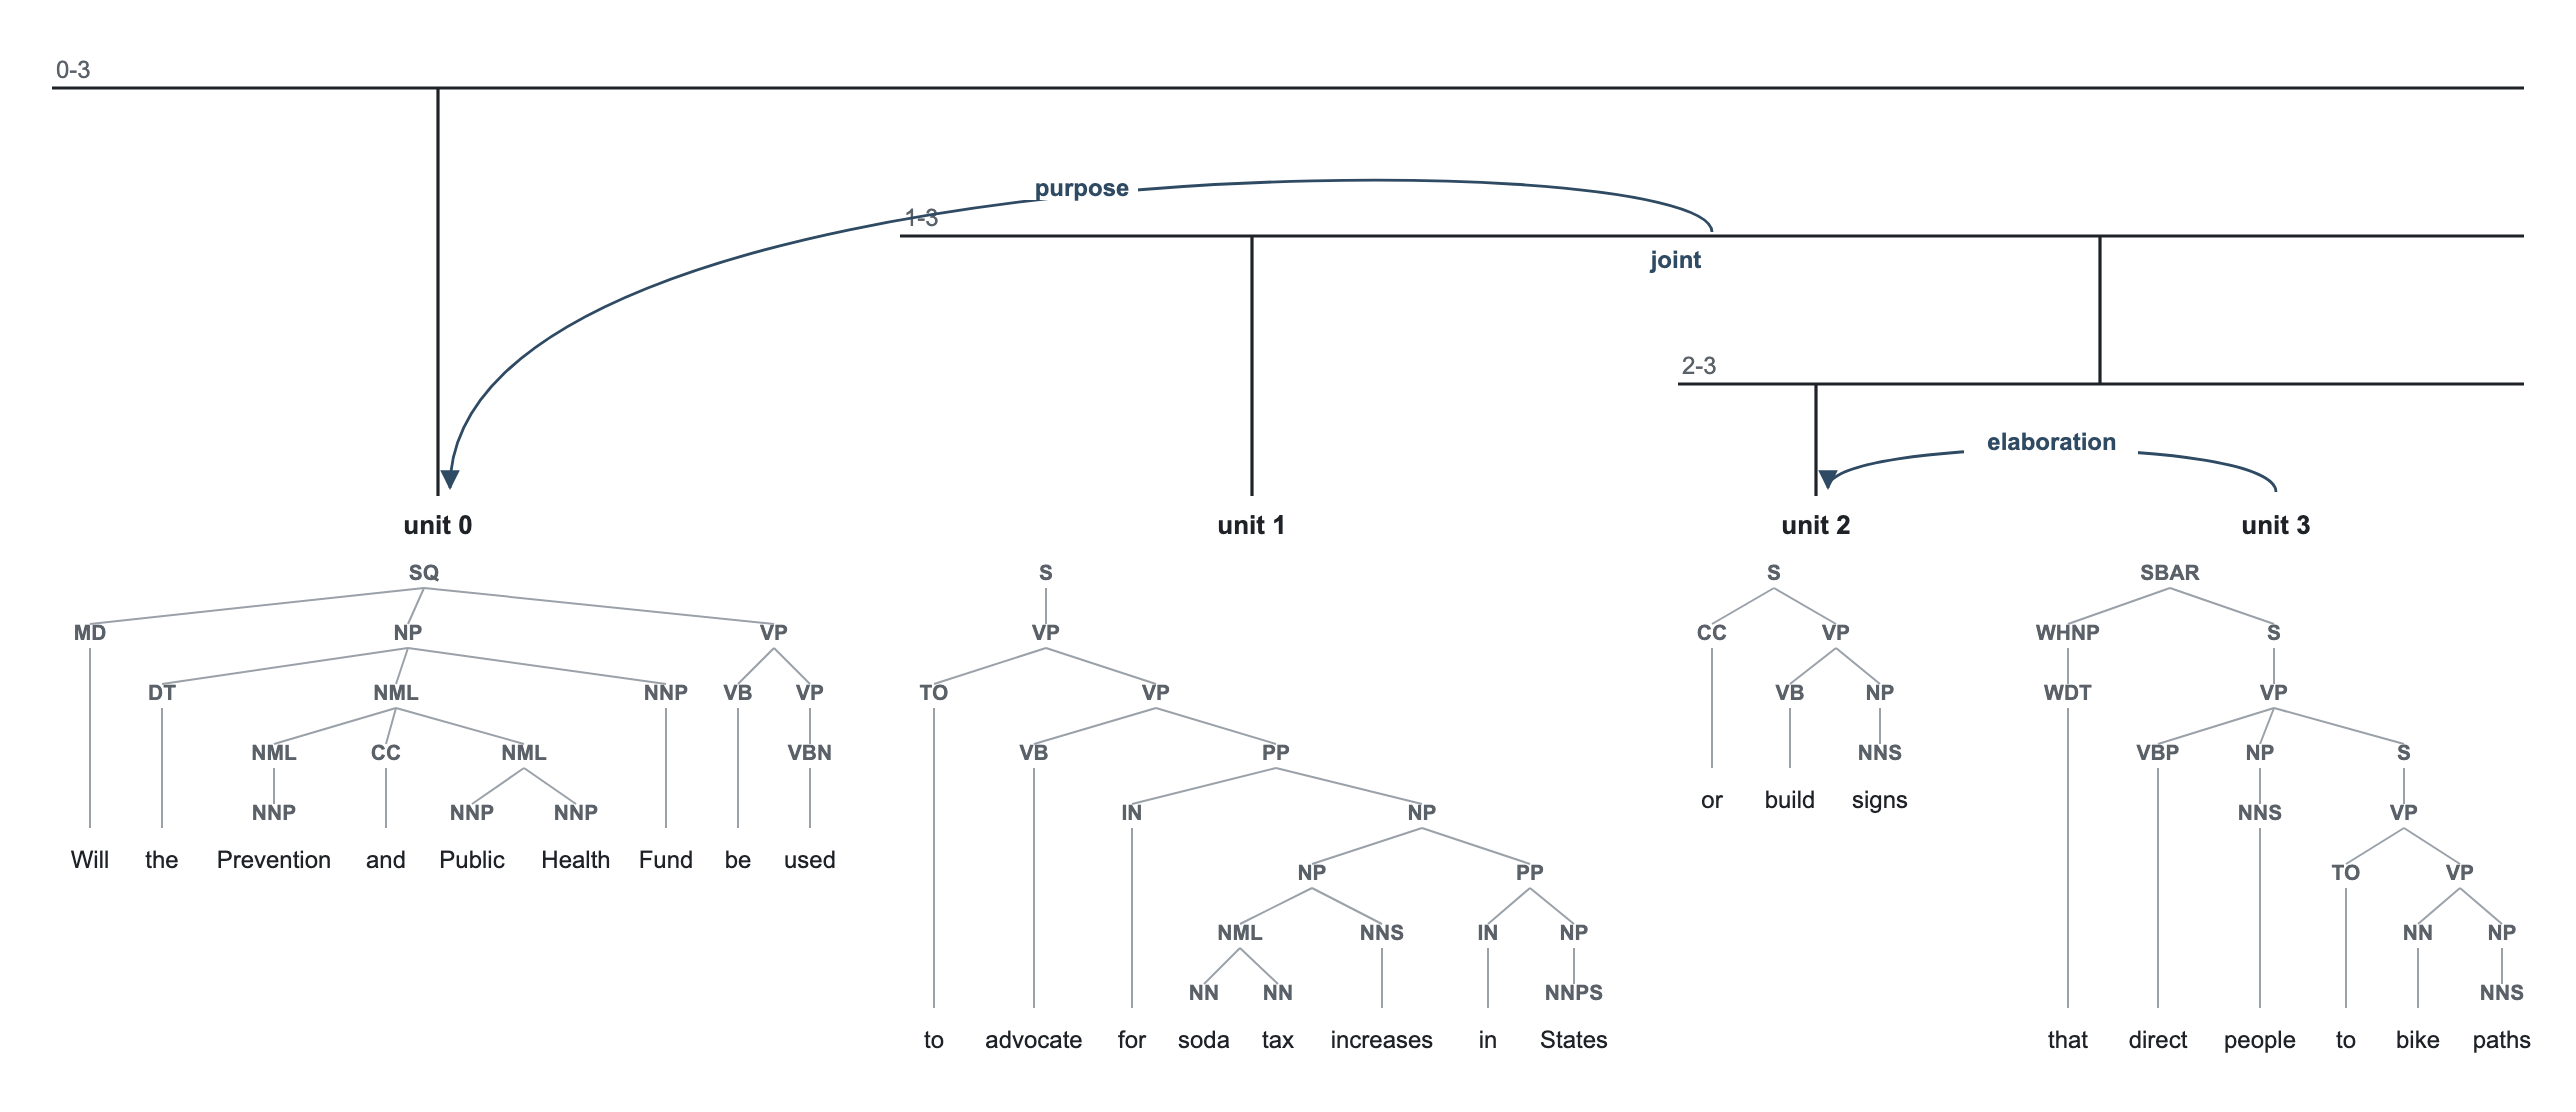 0-3
purpose
1-3
joint
2-3
elaboration
unit 0 unit 1 unit 2 unit 3
SQ S S SBAR
MD NP VP VP CC VP WHNP S
DT NML NNP VB VP TO VP VB NP WDT VP
NML CC NML VBN VB PP NNS VBP NP S
NNP NNP NNP IN NP NNS VP
or build signs
Will the Prevention and Public Health Fund be used NP PP TO VP
NML NNS IN NP NN NP
NN NN NNPS NNS
to advocate for soda tax increases in States that direct people to bike paths